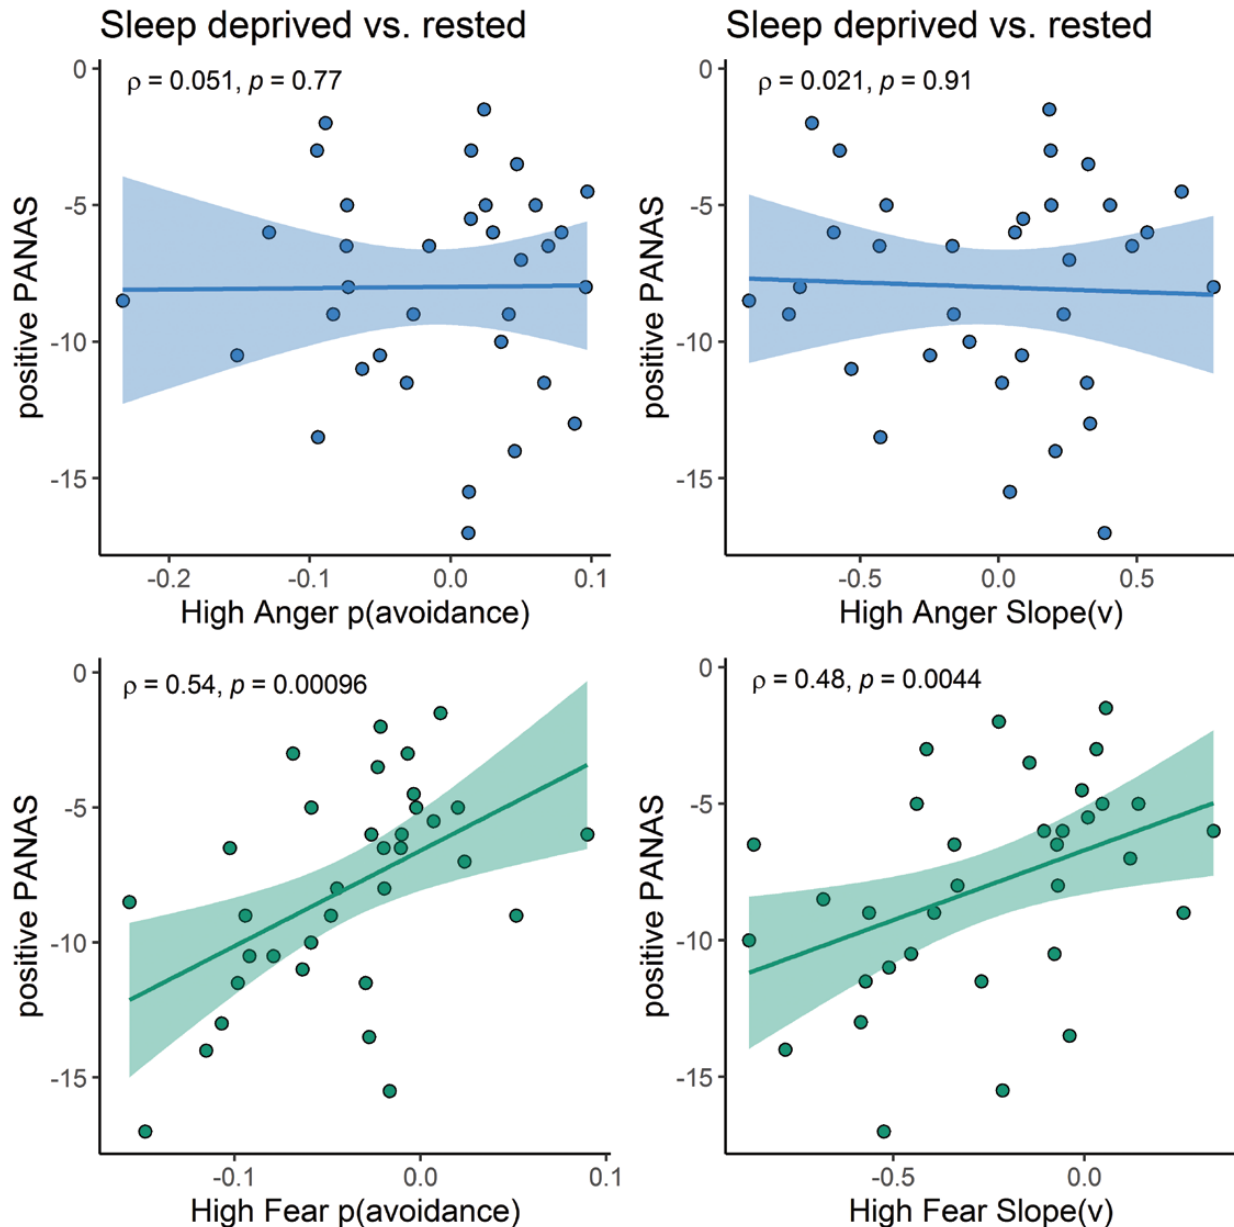 Sleep deprived vs. rested
ρ = 0.051, p = 0.77
positive PANAS
0
-5
-10
-15
-0.2 -0.1 0.0 0.1
High Anger p(avoidance)
Sleep deprived vs. rested
ρ = 0.021, p = 0.91
positive PANAS
0
-5
-10
-15
-0.5 0.0 0.5
High Anger Slope(v)
ρ = 0.54, p = 0.00096
positive PANAS
0
-5
-10
-15
-0.1 0.0 0.1
High Fear p(avoidance)
ρ = 0.48, p = 0.0044
positive PANAS
0
-5
-10
-15
-0.5 0.0
High Fear Slope(v)